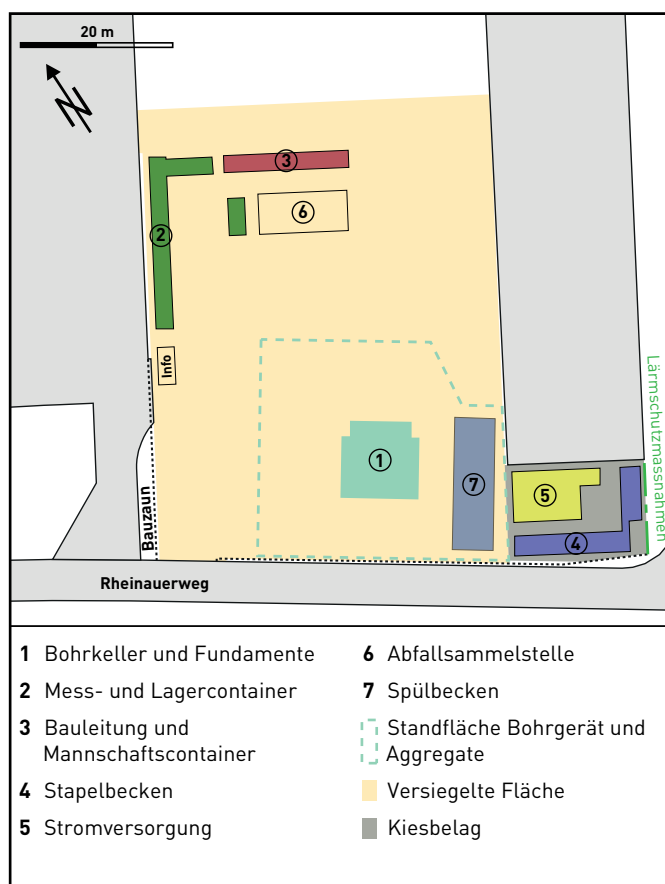 20 m
N
3
6
2
Info
1
7
5
4
Lärmschutzmassnahmen
Bauzaun
Rheinauerweg
1 Bohrkeller und Fundamente
2 Mess- und Lagercontainer
3 Bauleitung und
Mannschaftscontainer
4 Stapelbecken
5 Stromversorgung
6 Abfallsammelstelle
7 Spülbecken
Standfläche Bohrgerät und
Aggregate
Versiegelte Fläche
Kiesbelag